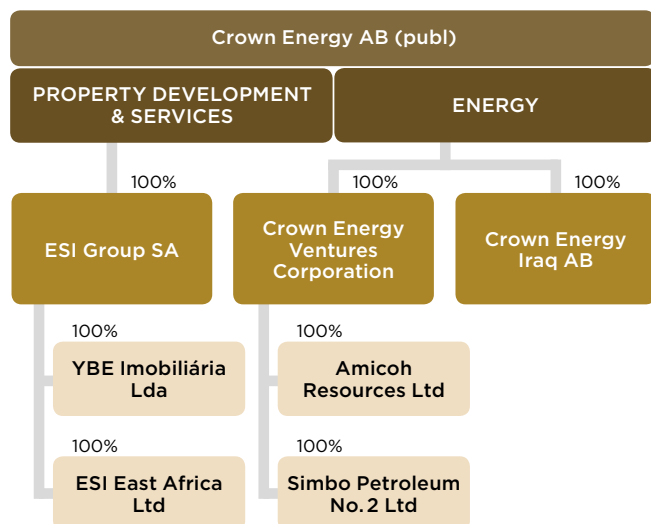 Crown Energy AB (publ)
PROPERTY DEVELOPMENT
& SERVICES
ENERGY
100%
100%
100%
ESI Group SA
Crown Energy
Ventures
Corporation
Crown Energy
Iraq AB
100%
100%
YBE Imobiliária
Lda
Amicoh
Resources Ltd
100%
100%
ESI East Africa
Ltd
Simbo Petroleum
No. 2 Ltd